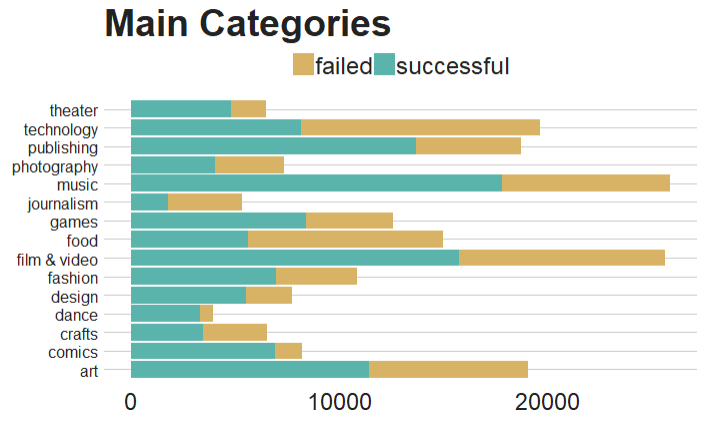 Main Categories
failed successful
theater
technology
publishing
photography
music
journalism
games
food
film & video
fashion
design
dance
crafts
comics
art
0 10000 20000